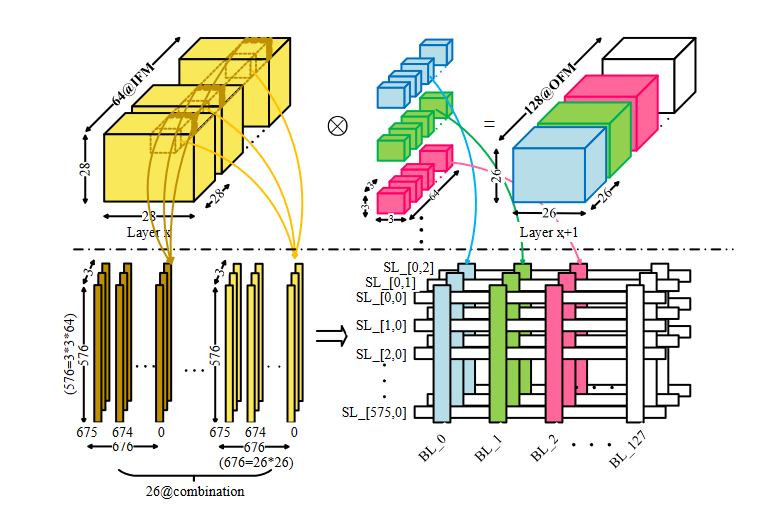 64@IFM
28
28
28
Layer x
⊗
3
3
3
64
=
128@OFM
26
26
26
Layer x+1
3
576
(576=3*3*64)
675 674 0
676
576
675 674 0
676
(676=26*26)
26@combination
SL_[0,2]
SL_[0,1]
SL_[0,0]
SL_[1,0]
SL_[2,0]
SL_[575,0]
BL_0
BL_1
BL_2
BL_127
3